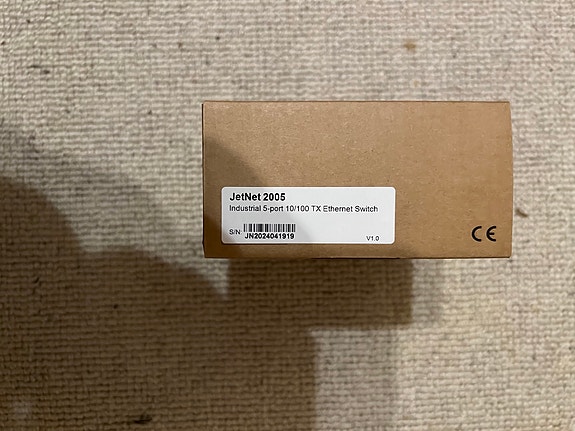 JetNet 2005
Industrial 5-port 10/100 TX Ethernet Switch
S/N: JN2024041919
V1.0
CE